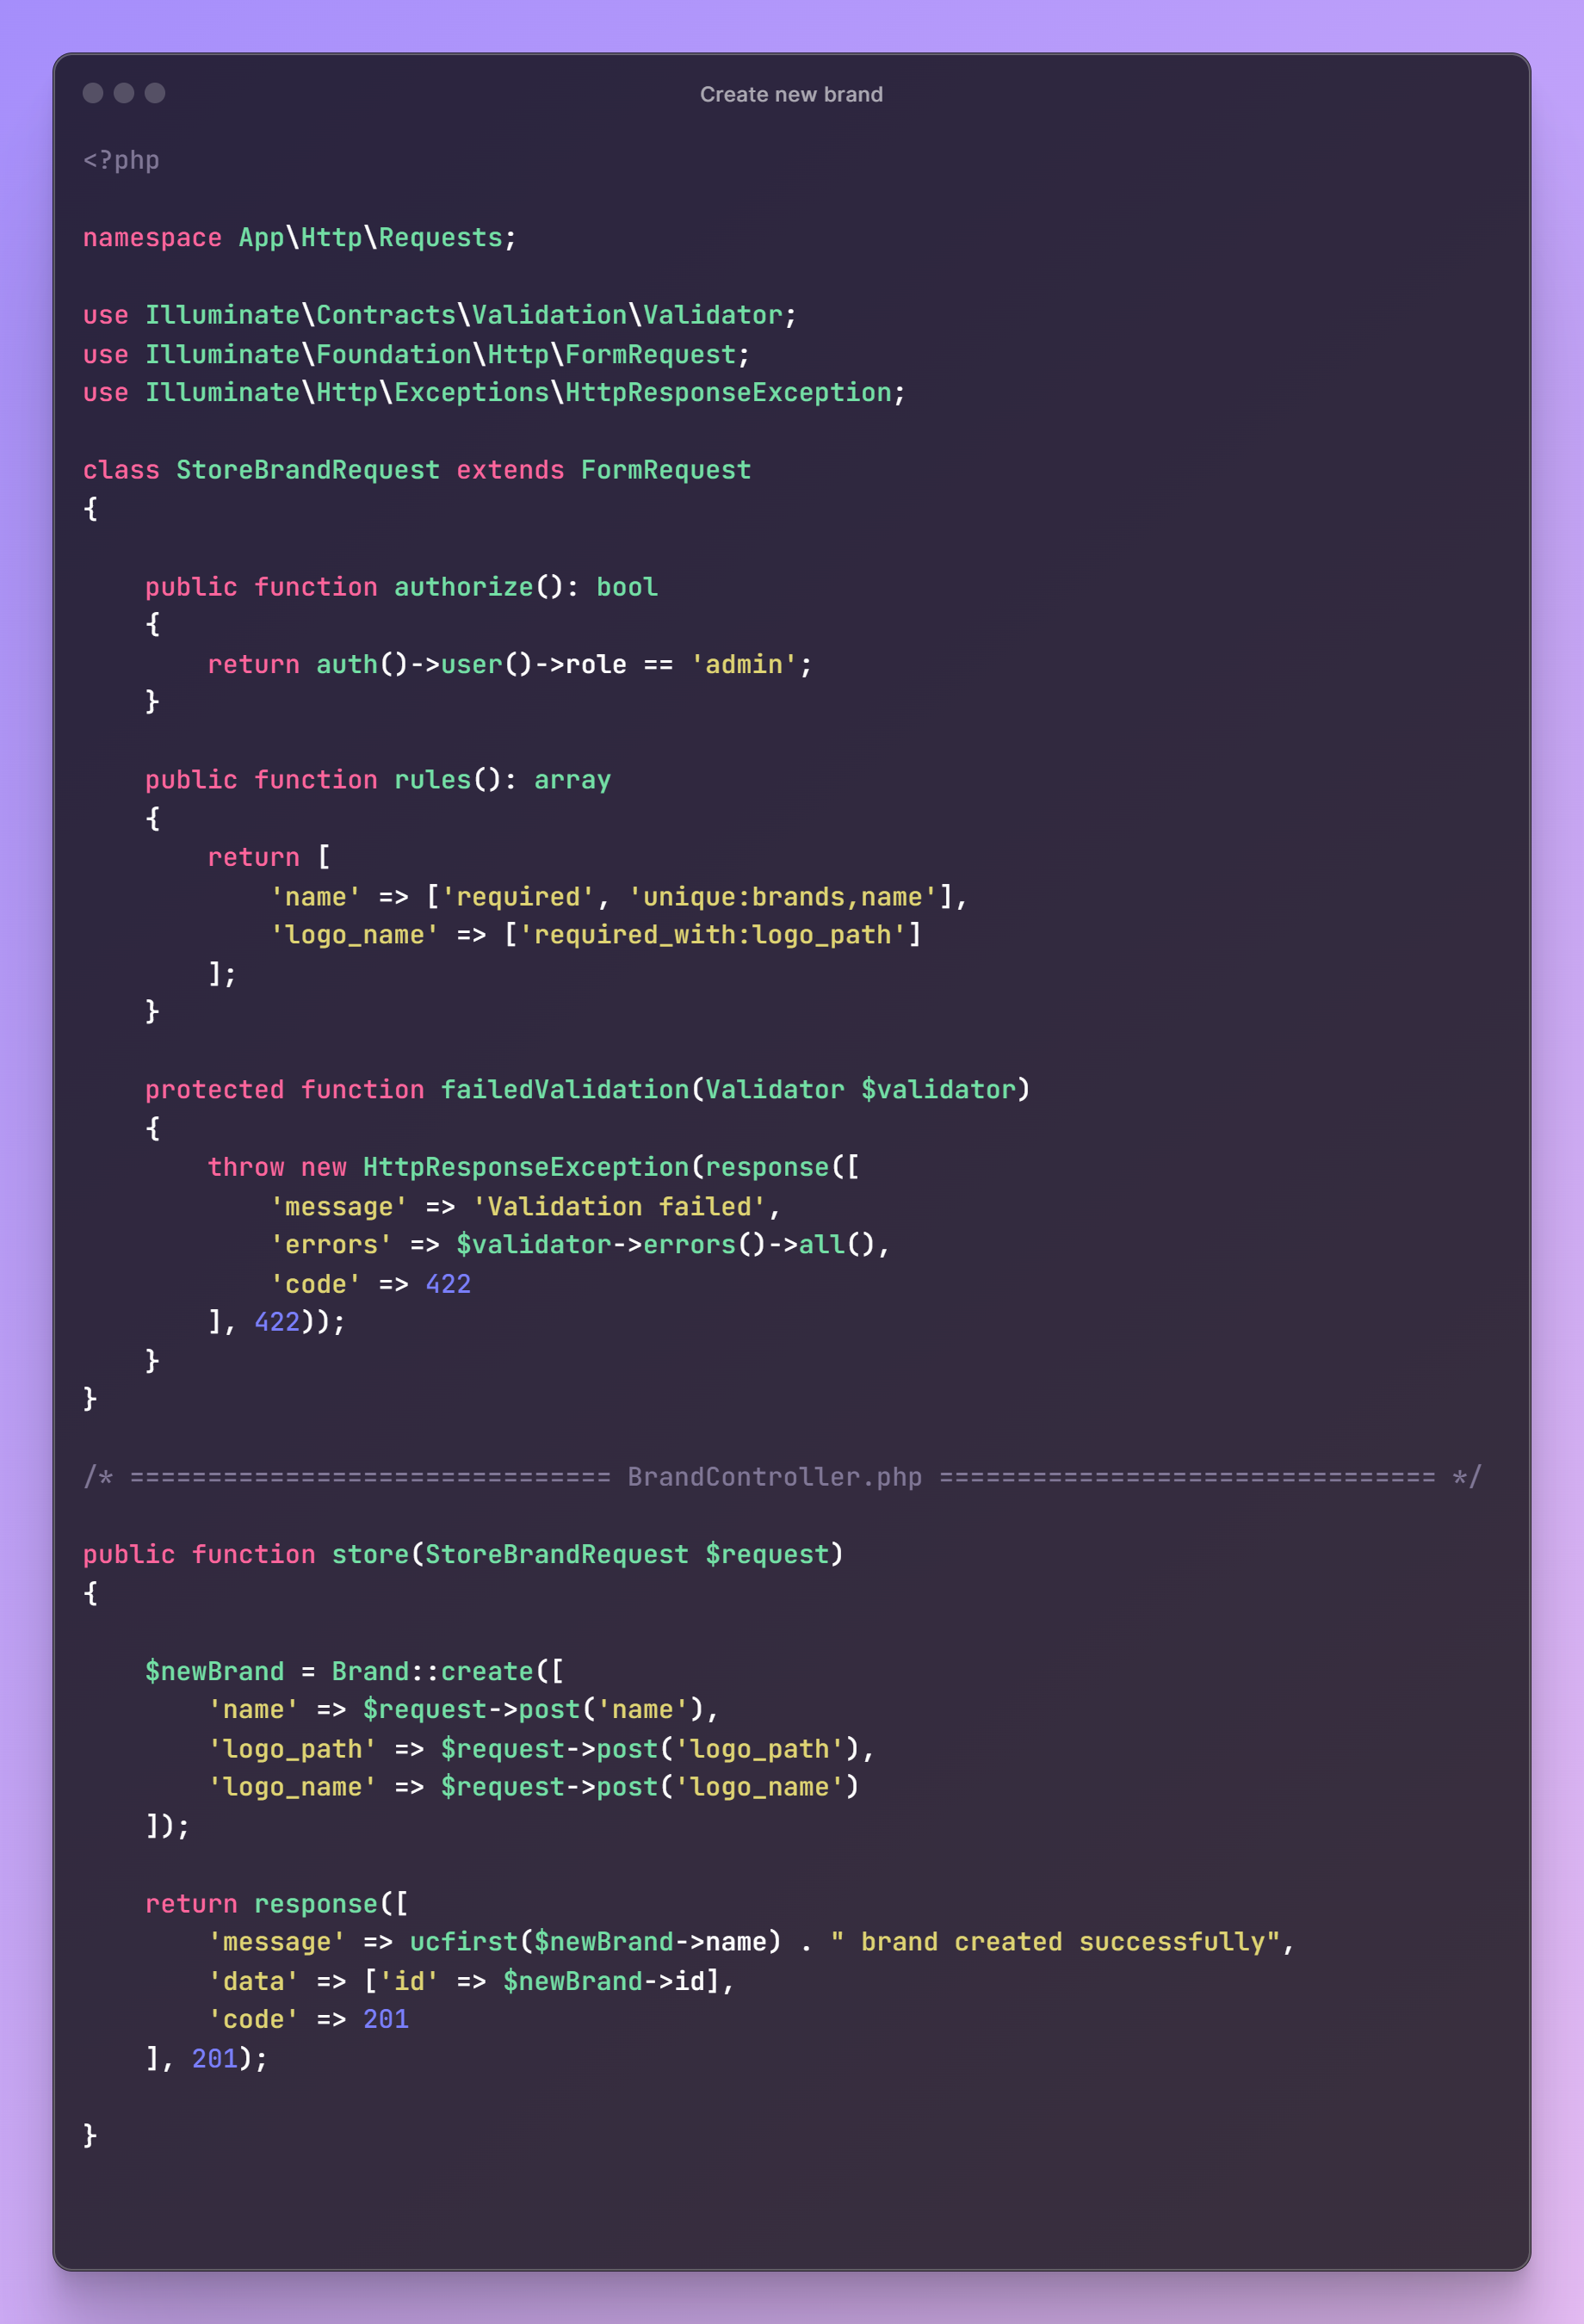 Create new brand
<?php
namespace App\Http\Requests;
use Illuminate\Contracts\Validation\Validator;
use Illuminate\Foundation\Http\FormRequest;
use Illuminate\Http\Exceptions\HttpResponseException;
class StoreBrandRequest extends FormRequest
{
    public function authorize(): bool
    {
        return auth()->user()->role == 'admin';
    }
    public function rules(): array
    {
        return [
            'name' => ['required', 'unique:brands,name'],
            'logo_name' => ['required_with:logo_path']
        ];
    }
    protected function failedValidation(Validator $validator)
    {
        throw new HttpResponseException(response([
            'message' => 'Validation failed',
            'errors' => $validator->errors()->all(),
            'code' => 422
        ], 422));
    }
}
/* =============================== BrandController.php ================================ */
public function store(StoreBrandRequest $request)
{
    $newBrand = Brand::create([
        'name' => $request->post('name'),
        'logo_path' => $request->post('logo_path'),
        'logo_name' => $request->post('logo_name')
    ]);
    return response([
        'message' => ucfirst($newBrand->name) . " brand created successfully",
        'data' => ['id' => $newBrand->id],
        'code' => 201
    ], 201);
}